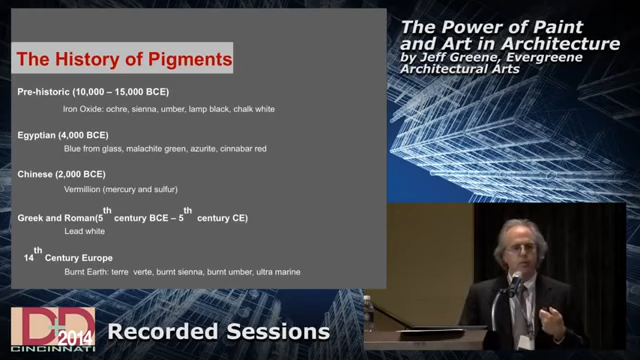 The Power of Paint
and Art in Architecture
by Jeff Greene, Evergreene
Architectural Arts
The History of Pigments
Pre-historic (10,000 – 15,000 BCE)
Iron Oxide: ochre, sienna, umber, lamp black, chalk white
Egyptian (4,000 BCE)
Blue from glass, malachite green, azurite, cinnabar red
Chinese (2,000 BCE)
Vermillion (mercury and sulfur)
Greek and Roman(5th century BCE – 5th century CE)
Lead white
14th Century Europe
Burnt Earth: terre verte, burnt sienna, burnt umber, ultra marine
D+D
2014
CINCINNATI
Recorded Sessions